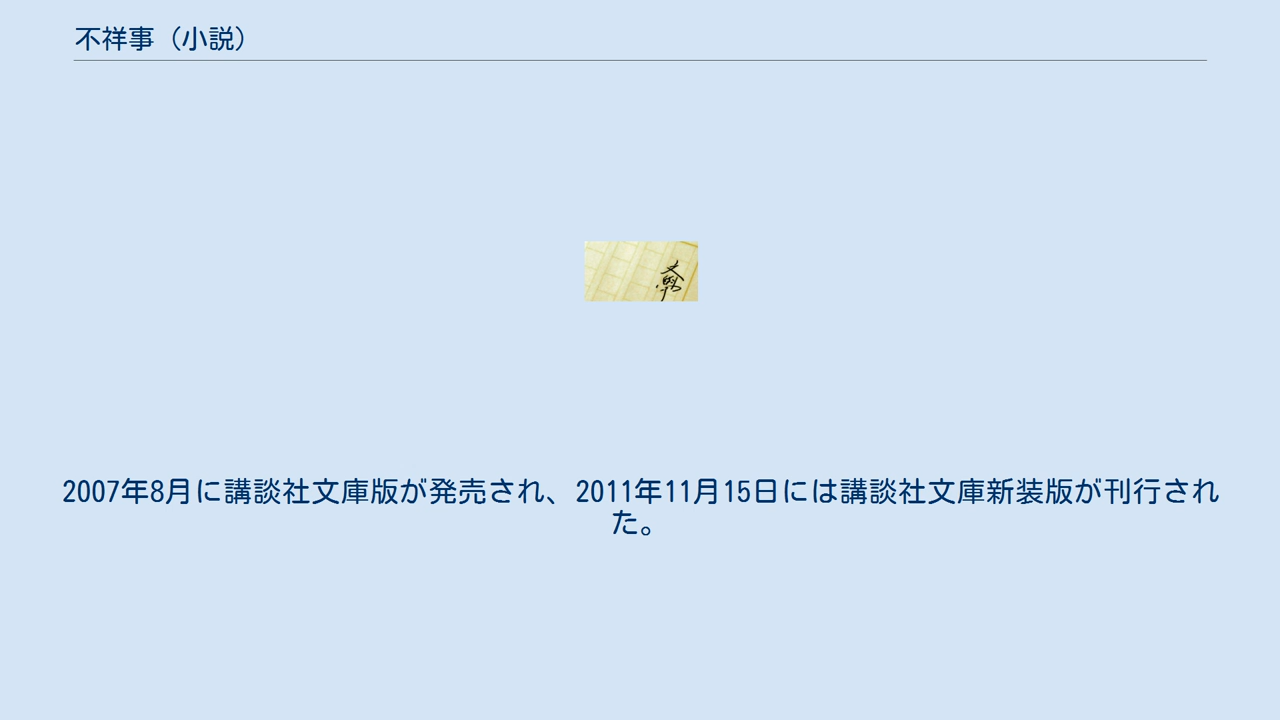 不祥事（小説）
2007年8月に講談社文庫版が発売され、2011年11月15日には講談社文庫新装版が刊行され
た。